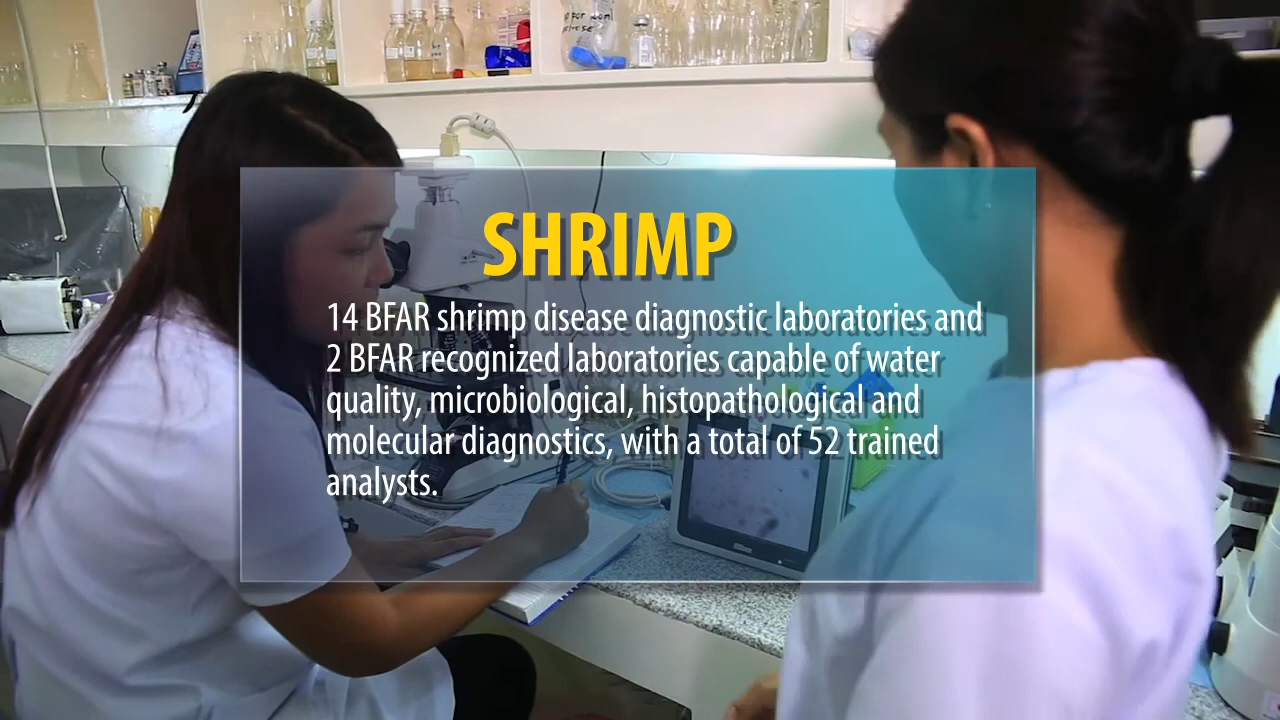 SHRIMP
14 BFAR shrimp disease diagnostic laboratories and
2 BFAR recognized laboratories capable of water
quality, microbiological, histopathological and
molecular diagnostics, with a total of 52 trained
analysts.